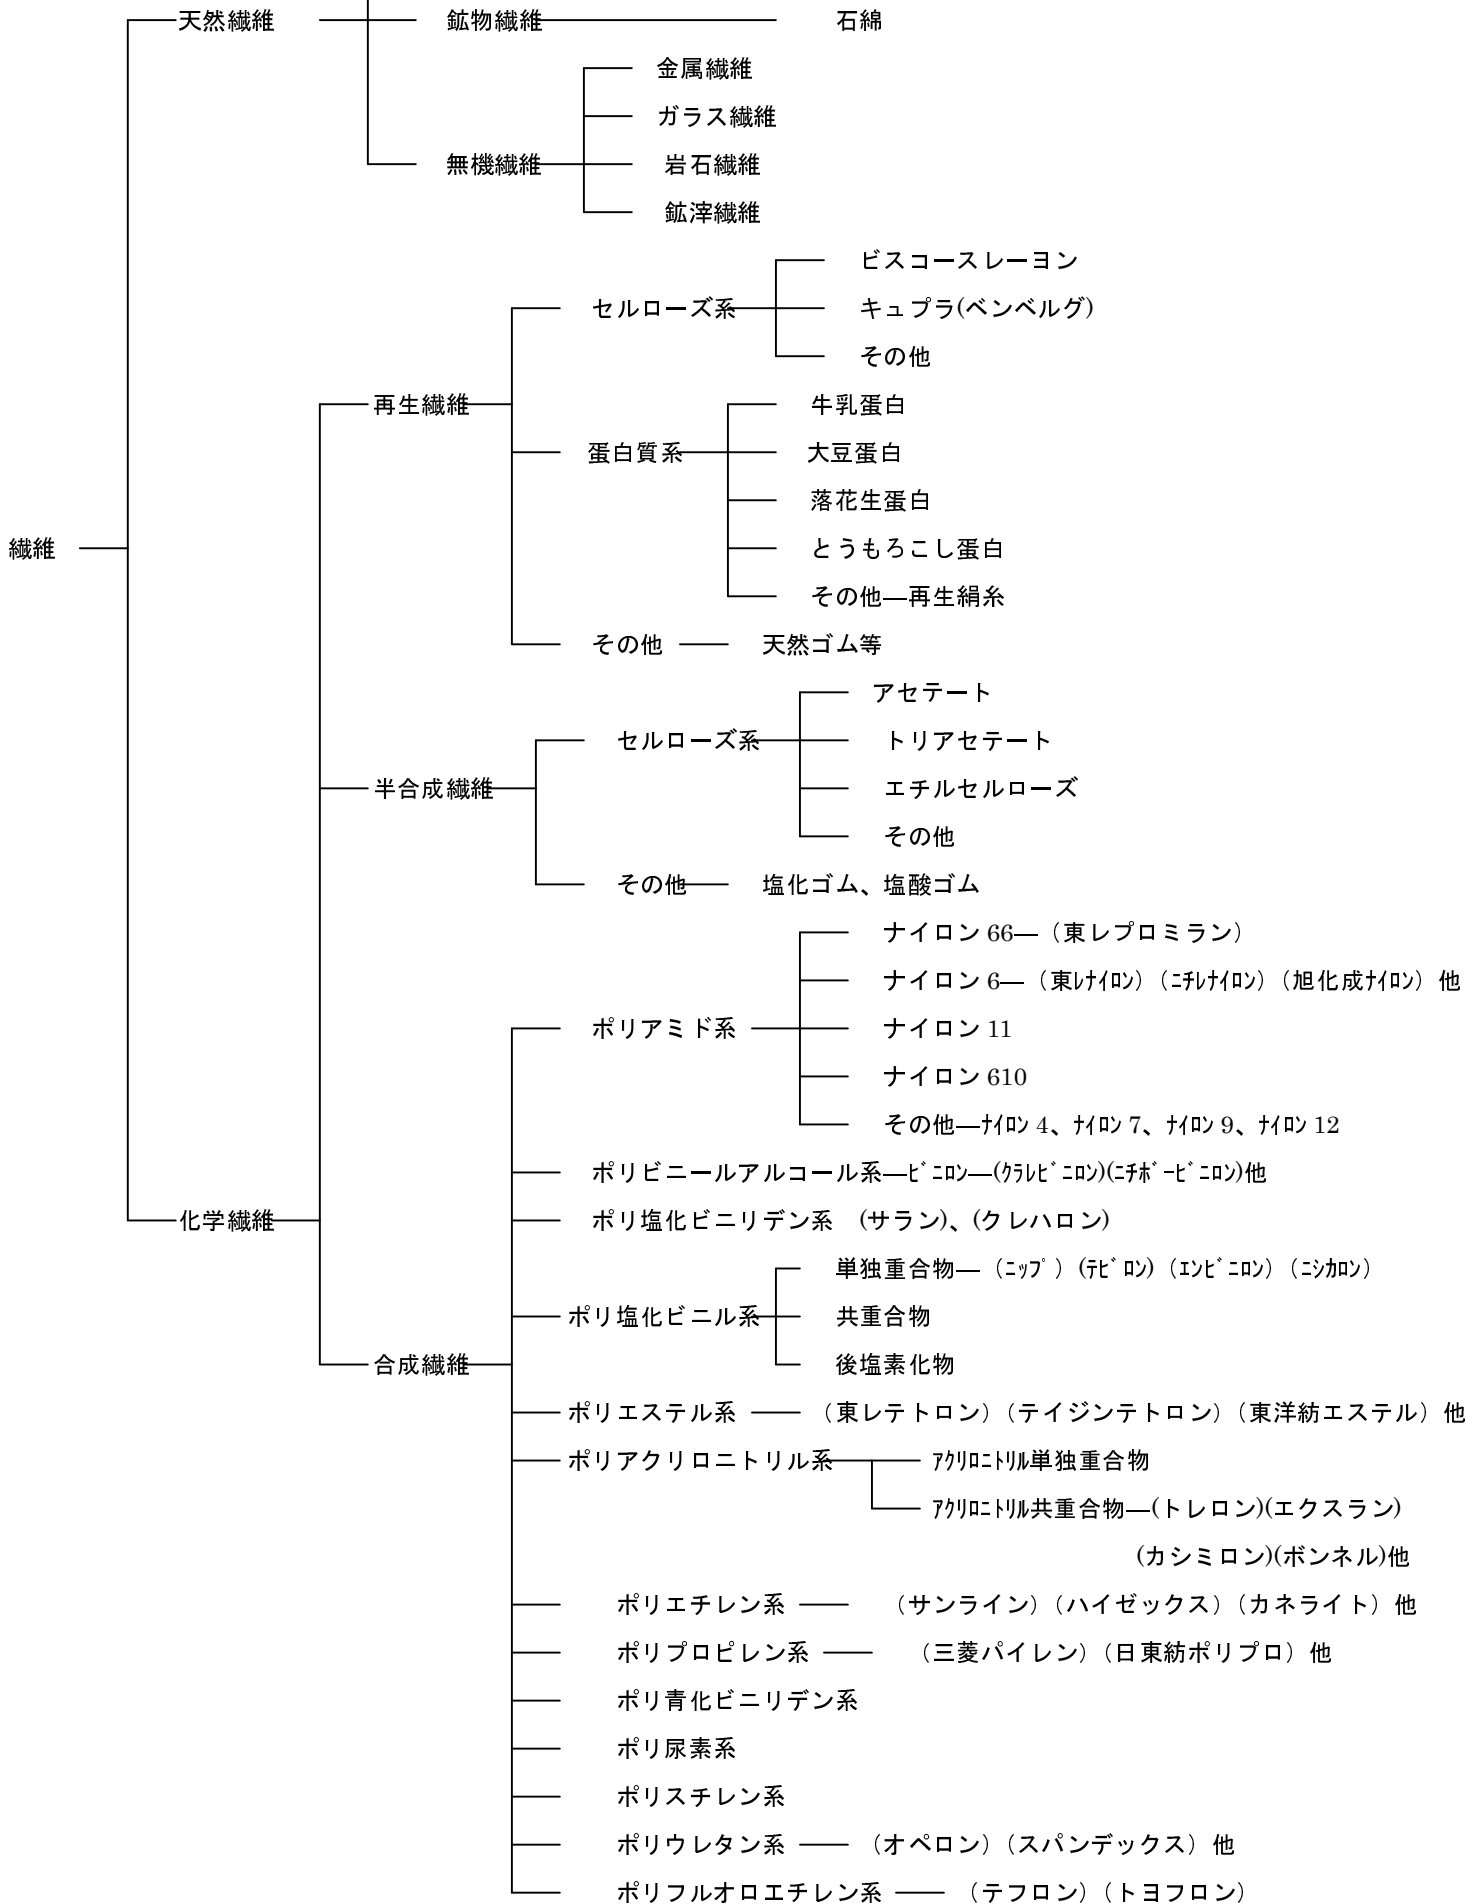 天然繊維 鉱物繊維 石綿
金属繊維
ガラス繊維
無機繊維 岩石繊維
鉱滓繊維
ビスコースレーヨン
セルローズ系 キュプラ(ベンベルグ)
その他
再生繊維 牛乳蛋白
蛋白質系 大豆蛋白
落花生蛋白
繊維 とうもろこし蛋白
その他―再生絹糸
その他 天然ゴム等
アセテート
セルローズ系 トリアセテート
半合成繊維 エチルセルローズ
その他
その他 塩化ゴム、塩酸ゴム
ナイロン 66―（東レプロミラン）
ナイロン 6―（東ﾚﾅｲﾛﾝ）（ﾆﾁﾚﾅｲﾛﾝ）（旭化成ﾅｲﾛﾝ）他
ポリアミド系 ナイロン 11
ナイロン 610
その他―ﾅｲﾛﾝ 4、ﾅｲﾛﾝ 7、ﾅｲﾛﾝ 9、ﾅｲﾛﾝ 12
ポリビニールアルコール系―ﾋﾞﾆﾛﾝ―(ｸﾗﾚﾋﾞﾆﾛﾝ)(ﾆﾁﾎﾞｰﾋﾞﾆﾛﾝ)他
化学繊維 ポリ塩化ビニリデン系 (サラン)、(クレハロン)
単独重合物―（ﾆｯﾌﾟ）(ﾃﾋﾞﾛﾝ)（ｴﾝﾋﾞﾆﾛﾝ）（ﾆｼｶﾛﾝ）
ポリ塩化ビニル系 共重合物
合成繊維 後塩素化物
ポリエステル系 （東レテトロン）（テイジンテトロン）（東洋紡エステル）他
ポリアクリロニトリル系 ｱｸﾘﾛﾆﾄﾘﾙ単独重合物
ｱｸﾘﾛﾆﾄﾘﾙ共重合物―(トレロン)(エクスラン)
(カシミロン)(ボンネル)他
ポリエチレン系 （サンライン）（ハイゼックス）（カネライト）他
ポリプロピレン系 （三菱パイレン）（日東紡ポリプロ）他
ポリ青化ビニリデン系
ポリ尿素系
ポリスチレン系
ポリウレタン系 （オペロン）（スパンデックス）他
ポリフルオロエチレン系 （テフロン）（トヨフロン）